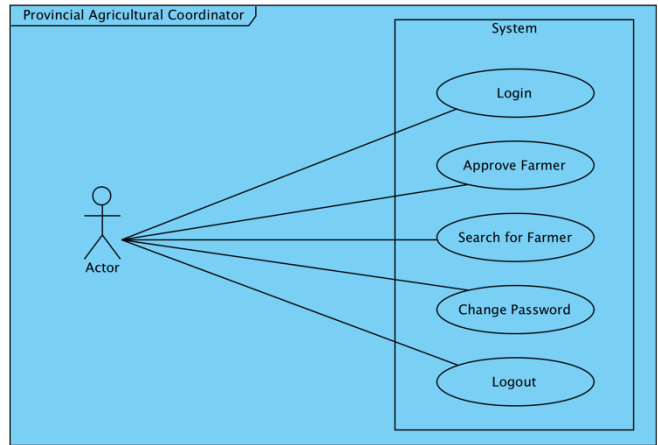 Provincial Agricultural Coordinator
System
Login
Approve Farmer
Search for Farmer
Actor
Change Password
Logout